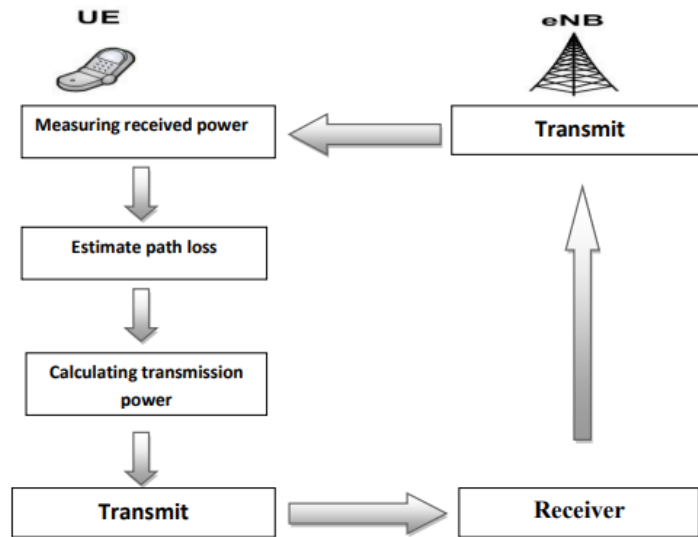 UE
eNB
Measuring received power
Transmit
Estimate path loss
Calculating transmission
power
Transmit
Receiver